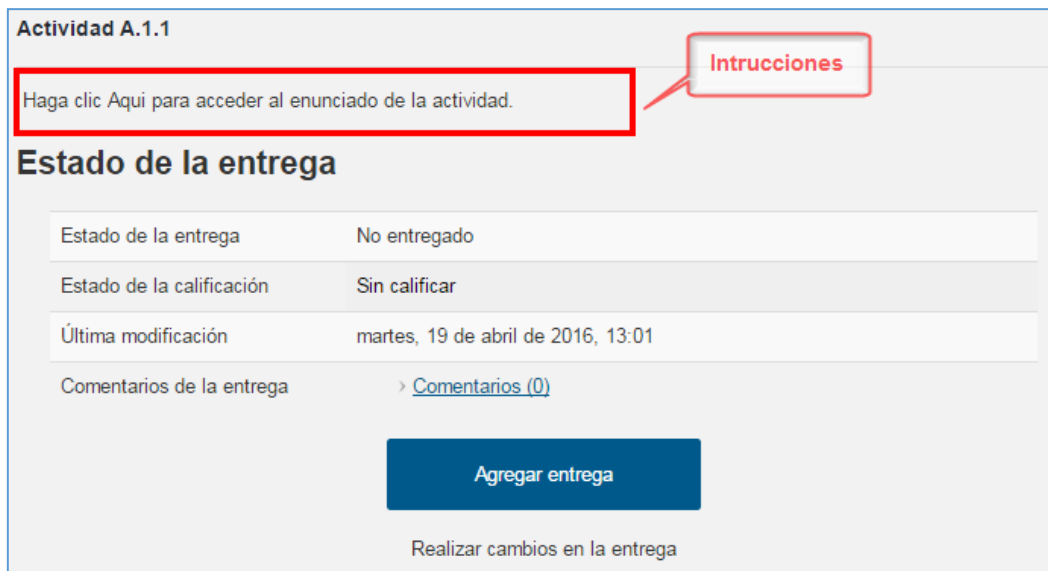 Actividad A.1.1
Intrucciones
Haga clic Aqui para acceder al enunciado de la actividad.
Estado de la entrega
Estado de la entrega No entregado
Estado de la calificación Sin calificar
Última modificación martes, 19 de abril de 2016, 13:01
Comentarios de la entrega › Comentarios (0)
Agregar entrega
Realizar cambios en la entrega